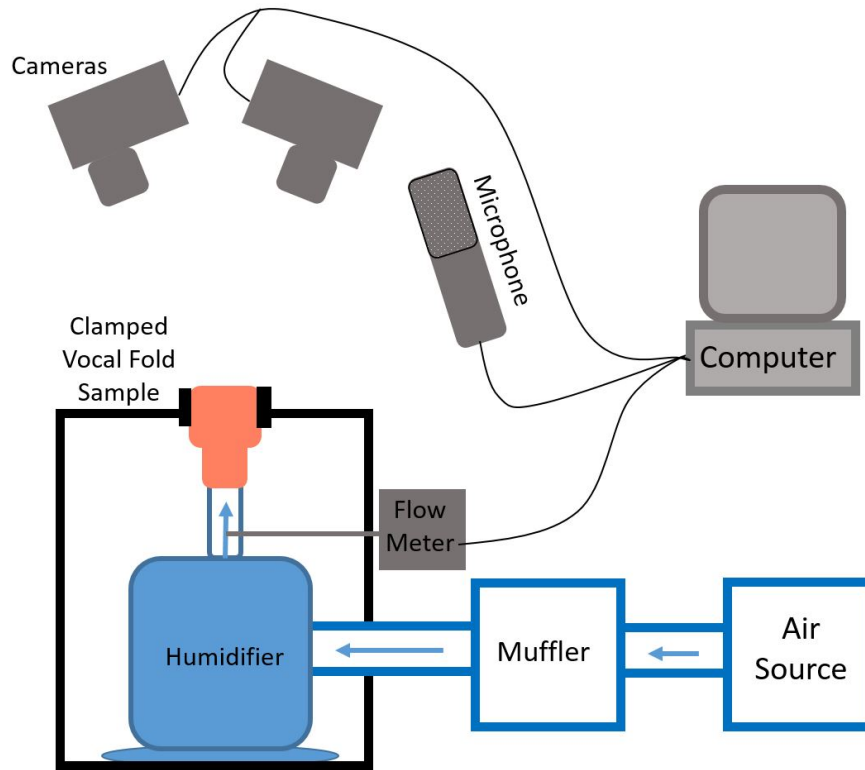 Cameras
Microphone
Clamped
Vocal Fold
Sample
Computer
Flow
Meter
Humidifier
Muffler
Air
Source